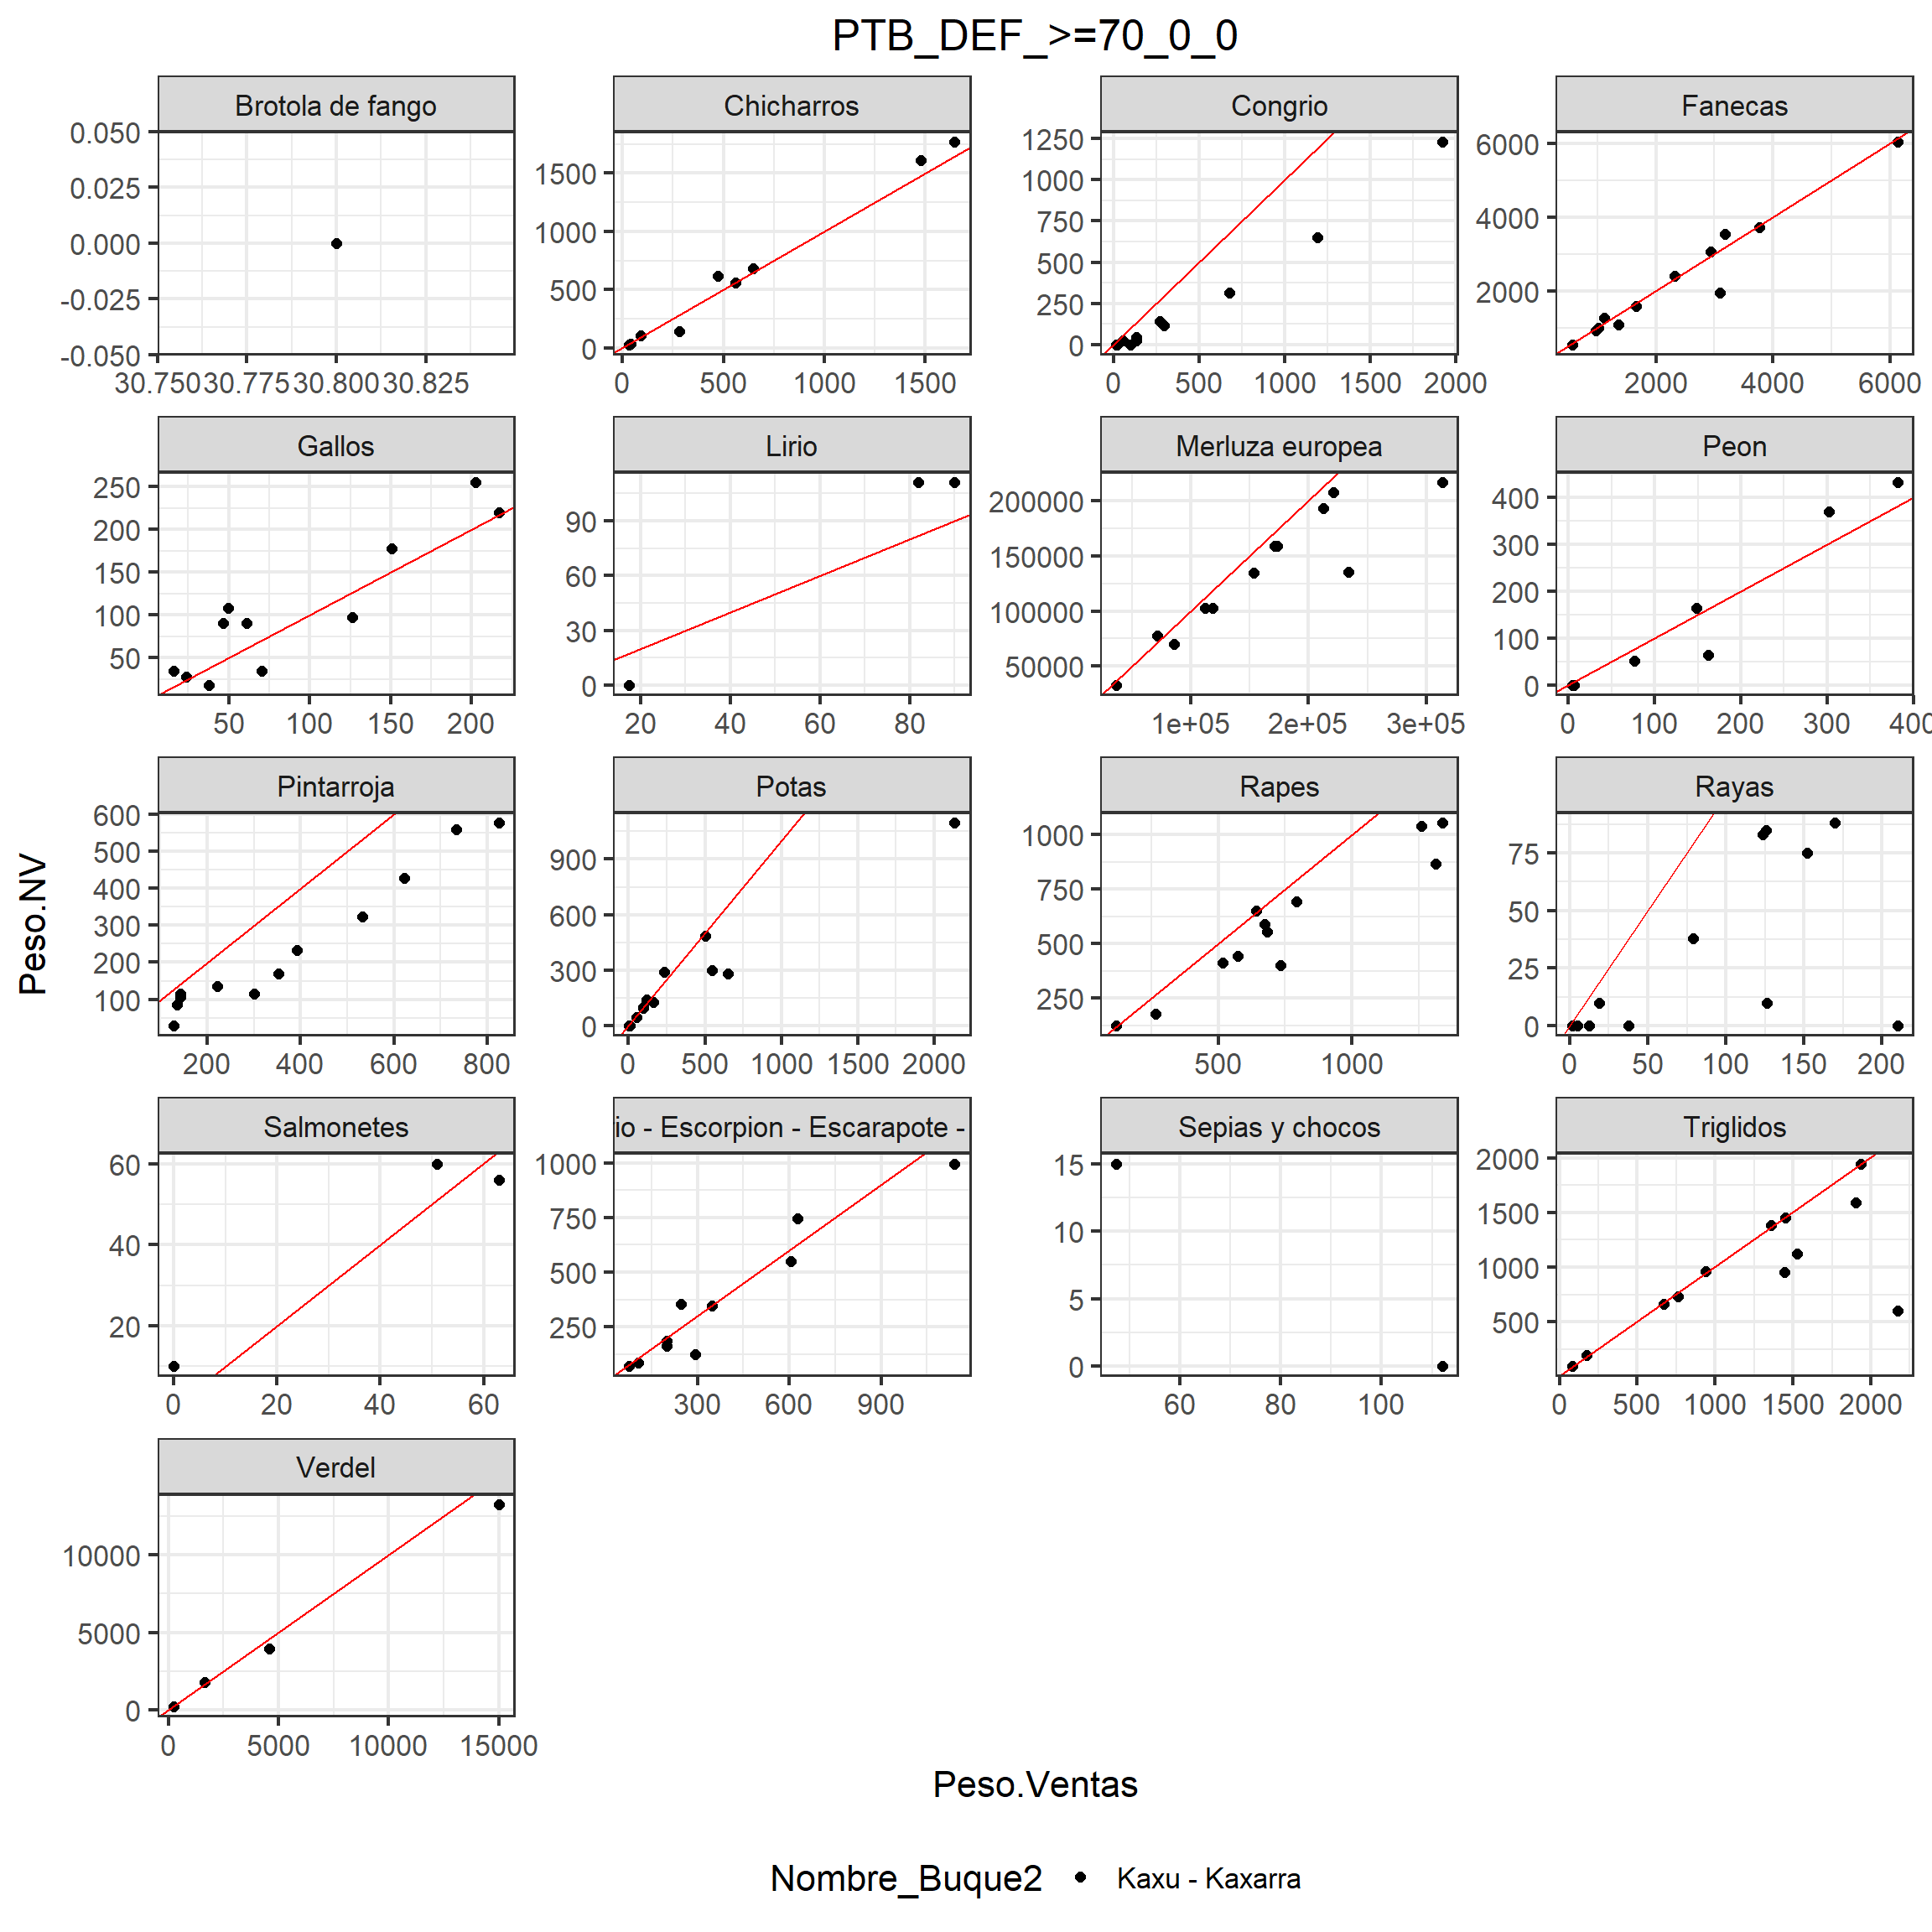 PTB_DEF_>=70_0_0
Brotola de fango Chicharros Congrio Fanecas
0.050 0.025 0.000 -0.025 -0.050
30.750 30.775 30.800 30.825
1500 1000 500 0
0 500 1000 1500
1250 1000 750 500 250 0
0 500 1000 1500 2000
6000 4000 2000
2000 4000 6000
Gallos Lirio Merluza europea Peon
250 200 150 100 50
50 100 150 200
90 60 30 0
20 40 60 80
200000 150000 100000 50000
1e+05 2e+05 3e+05
400 300 200 100 0
0 100 200 300 400
Pintarroja Potas Rapes Rayas
600 500 400 300 200 100
200 400 600 800
900 600 300 0
0 500 1000 1500 2000
1000 750 500 250
500 1000
75 50 25 0
0 50 100 150 200
Salmonetes io - Escorpion - Escarapote - Sepias y chocos Triglidos
60 40 20
0 20 40 60
1000 750 500 250
300 600 900
15 10 5 0
60 80 100
2000 1500 1000 500
0 500 1000 1500 2000
Verdel
10000 5000 0
0 5000 10000 15000
Peso.NV
Peso.Ventas
Nombre_Buque2 Kaxu - Kaxarra